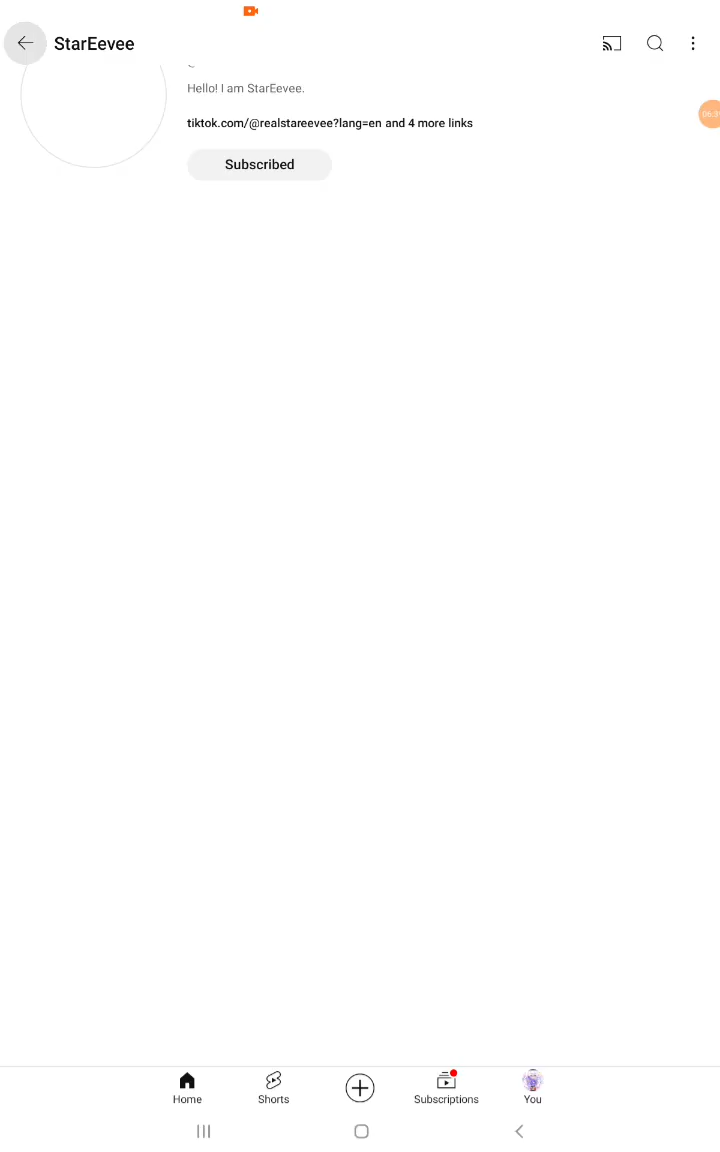 StarEevee
Hello! I am StarEevee.
tiktok.com/@realstareevee?lang=en and 4 more links
Subscribed
Home
Shorts
Subscriptions
You